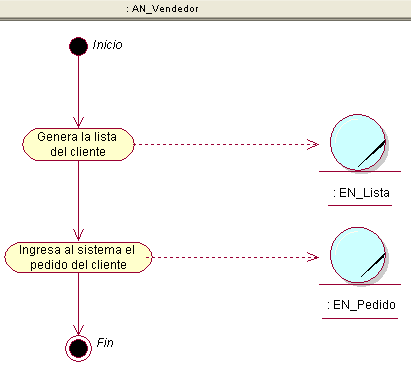 : AN_Vendedor
Inicio
Genera la lista
del cliente
: EN_Lista
Ingresa al sistema el
pedido del cliente
: EN_Pedido
Fin